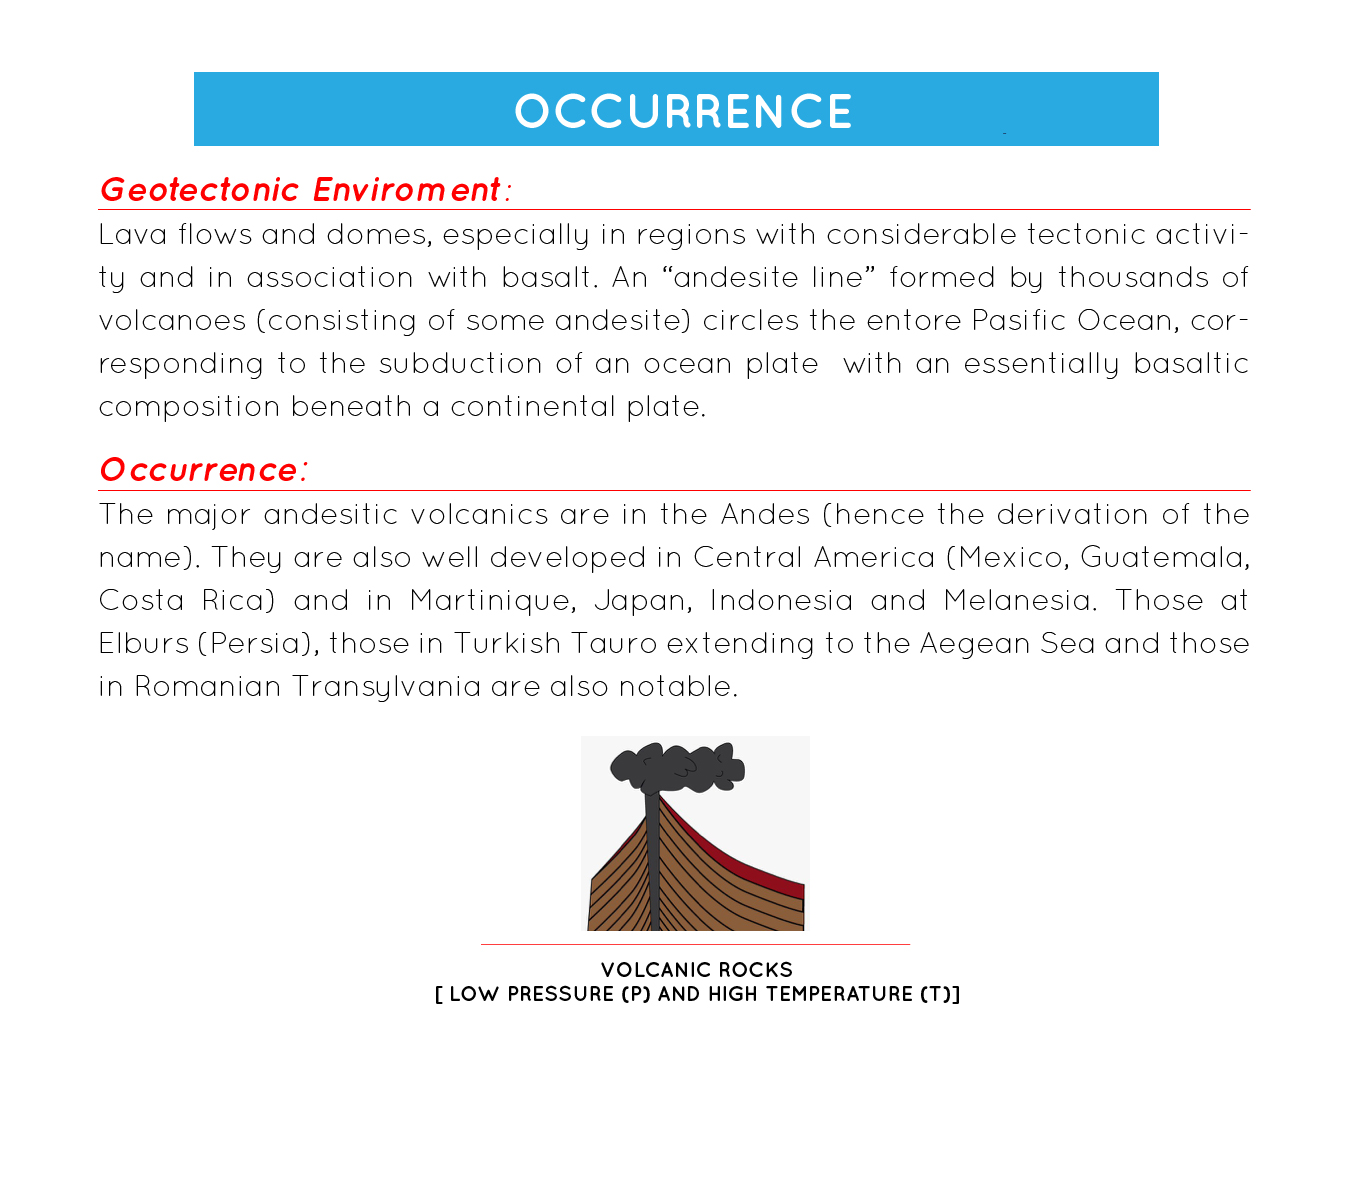 OCCURRENCE
Geotectonic Enviroment:
Lava flows and domes, especially in regions with considerable tectonic activi-
ty and in association with basalt. An “andesite line” formed by thousands of
volcanoes (consisting of some andesite) circles the entore Pasific Ocean, cor-
responding to the subduction of an ocean plate with an essentially basaltic
composition beneath a continental plate.
Occurrence:
The major andesitic volcanics are in the Andes (hence the derivation of the
name). They are also well developed in Central America (Mexico, Guatemala,
Costa Rica) and in Martinique, Japan, Indonesia and Melanesia. Those at
Elburs (Persia), those in Turkish Tauro extending to the Aegean Sea and those
in Romanian Transylvania are also notable.
VOLCANIC ROCKS
[ LOW PRESSURE (P) AND HIGH TEMPERATURE (T)]